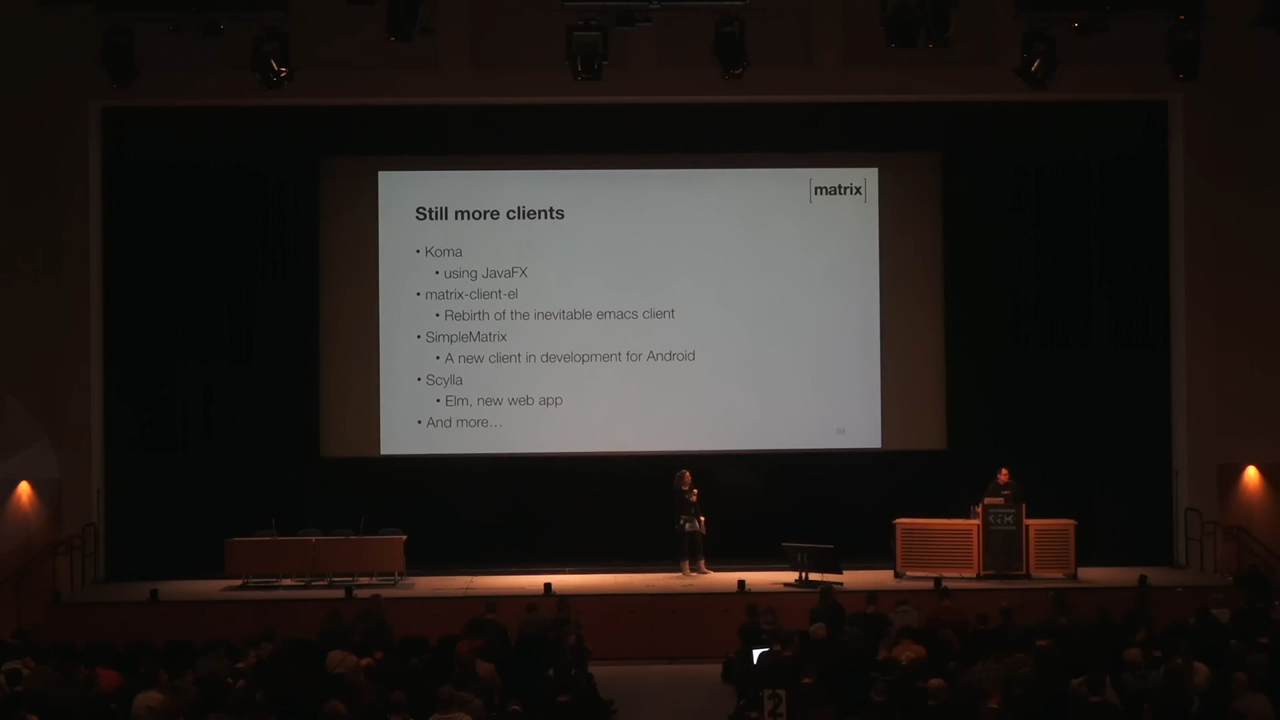 [matrix]
Still more clients
• Koma
• using JavaFX
• matrix-client-el
• Rebirth of the inevitable emacs client
• SimpleMatrix
• A new client in development for Android
• Scylla
• Elm, new web app
• And more…
2